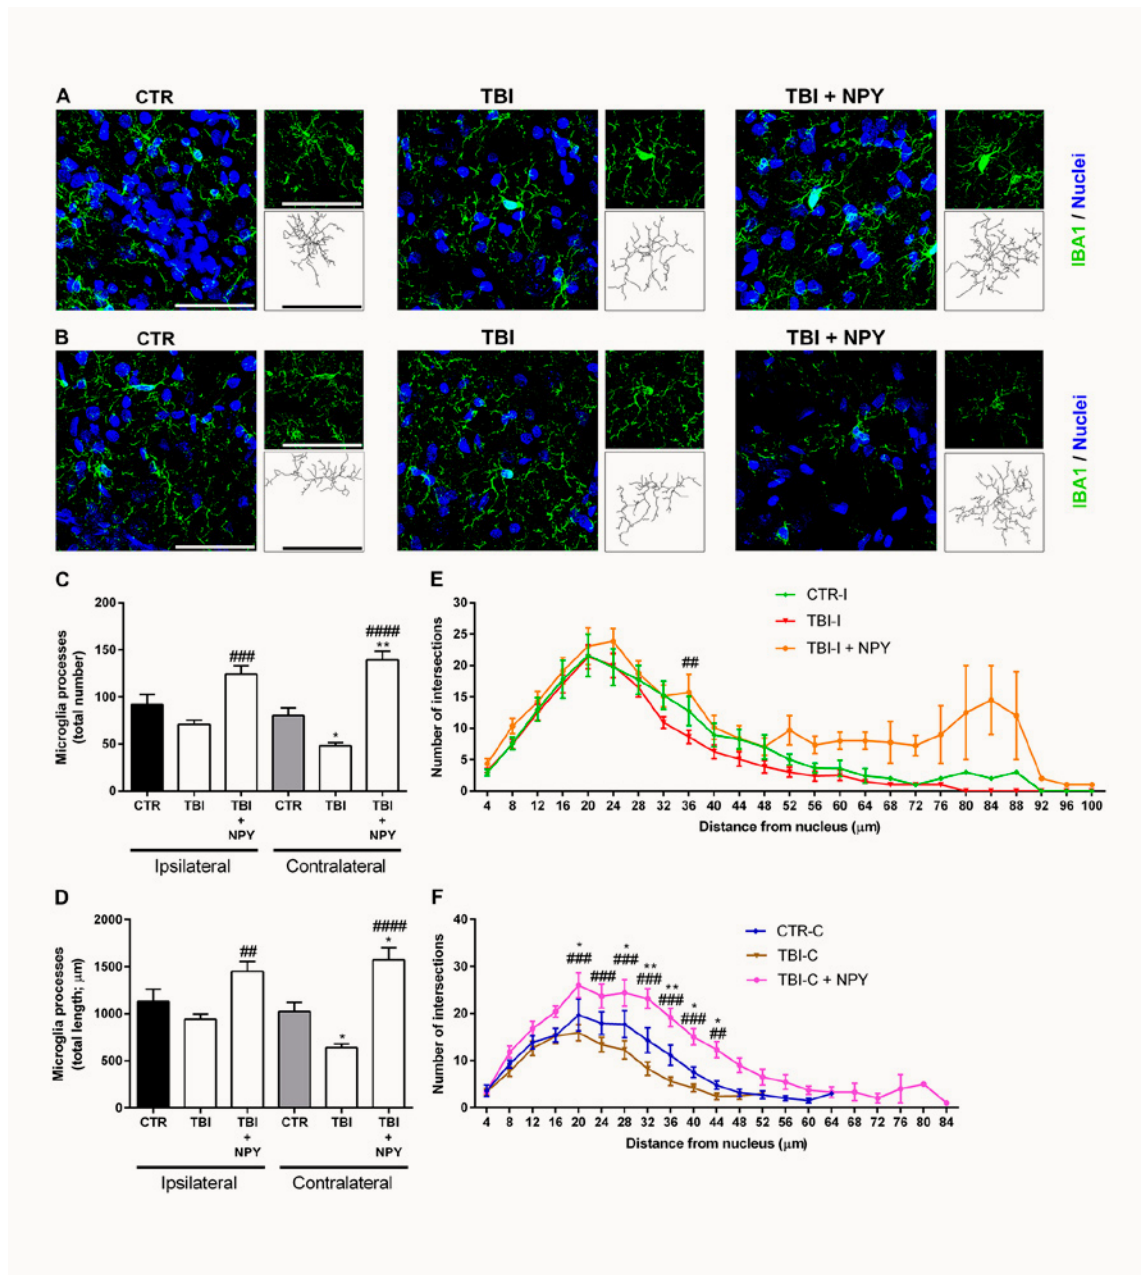 A
CTR
TBI
TBI + NPY
IBA1 / Nuclei
B
CTR
TBI
TBI + NPY
IBA1 / Nuclei
C
Microglia processes
(total number)
200
150
100
50
0
###
*
####
**
CTR
TBI
TBI
+
NPY
CTR
TBI
TBI
+
NPY
Ipsilateral
Contralateral
E
CTR-I
TBI-I
TBI-I + NPY
Number of intersections
30
25
20
15
10
5
0
##
4 8 12 16 20 24 28 32 36 40 44 48 52 56 60 64 68 72 76 80 84 88 92 96 100
Distance from nucleus (μm)
D
Microglia processes
(total length; μm)
2000
1500
1000
500
0
##
*
####
*
CTR
TBI
TBI
+
NPY
CTR
TBI
TBI
+
NPY
Ipsilateral
Contralateral
F
CTR-C
TBI-C
TBI-C + NPY
Number of intersections
40
30
20
10
0
*
###
###
*
###
**
###
**
###
*
###
*
##
4 8 12 16 20 24 28 32 36 40 44 48 52 56 60 64 68 72 76 80 84
Distance from nucleus (μm)